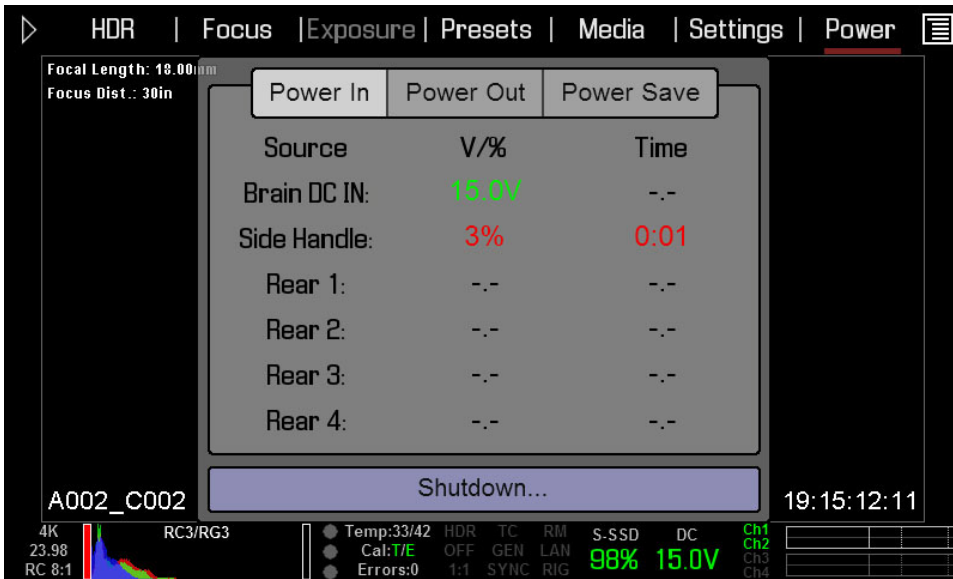 HDR | Focus | Exposure | Presets | Media | Settings | Power
Focal Length: 18.00mm
Focus Dist.: 30in
Power In Power Out Power Save
Source V/% Time
Brain DC IN: 15.0V -.-
Side Handle: 3% 0:01
Rear 1: -.- -.-
Rear 2: -.- -.-
Rear 3: -.- -.-
Rear 4: -.- -.-
Shutdown...
A002_C002 19:15:12:11
4K RC3/RG3 Temp:33/42 HDR TC RM S-SSD DC Ch1
23.98 Cal:T/E OFF GEN LAN 98% 15.0V Ch2
RC 8:1 Errors:0 1:1 SYNC RIG Ch3
Ch4